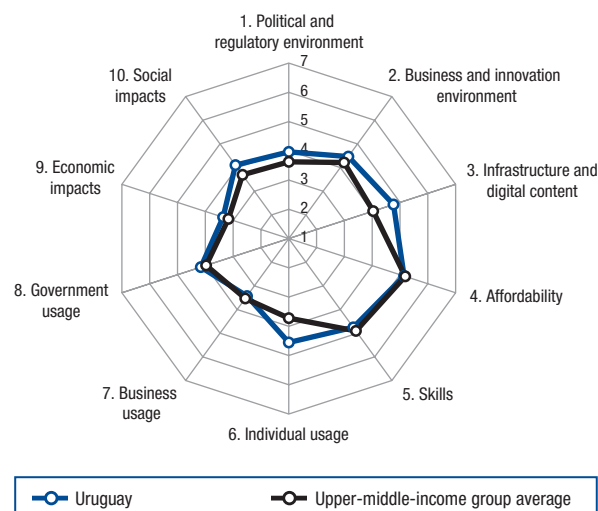 1. Political and
regulatory environment
10. Social
impacts
2. Business and innovation
environment
9. Economic
impacts
3. Infrastructure and
digital content
8. Government
usage
4. Affordability
7. Business
usage
5. Skills
6. Individual usage
7
6
5
4
3
2
1
Uruguay
Upper-middle-income group average